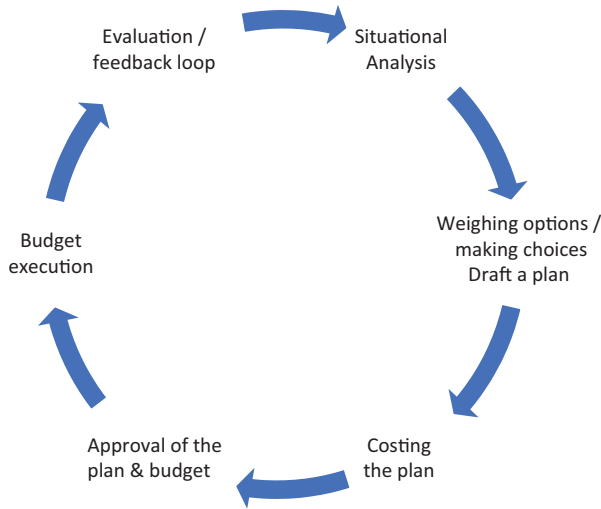 Evaluation /
feedback loop
Situational
Analysis
Weighing options /
making choices
Draft a plan
Costing
the plan
Approval of the
plan & budget
Budget
execution